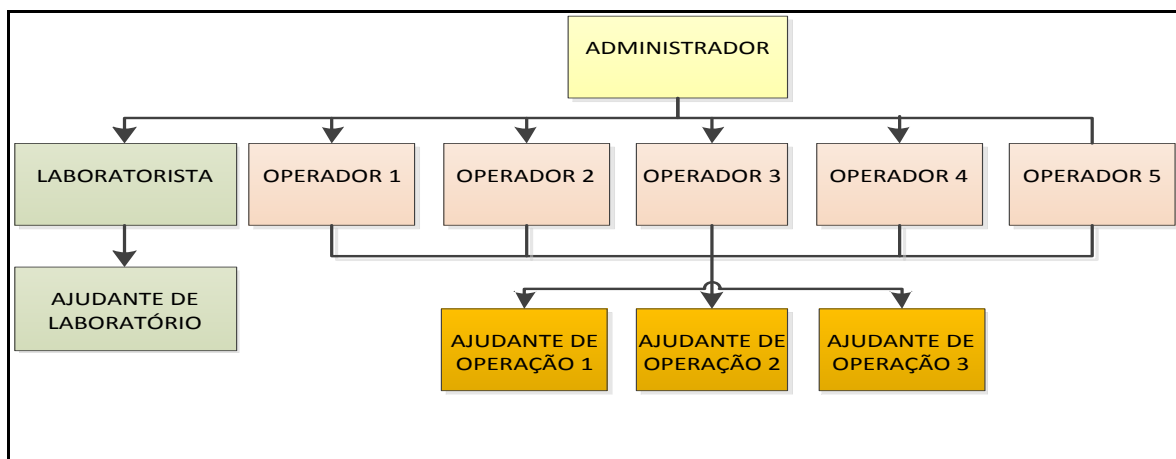 ADMINISTRADOR
LABORATORISTA
OPERADOR 1
OPERADOR 2
OPERADOR 3
OPERADOR 4
OPERADOR 5
AJUDANTE DE
LABORATÓRIO
AJUDANTE DE
OPERAÇÃO 1
AJUDANTE DE
OPERAÇÃO 2
AJUDANTE DE
OPERAÇÃO 3